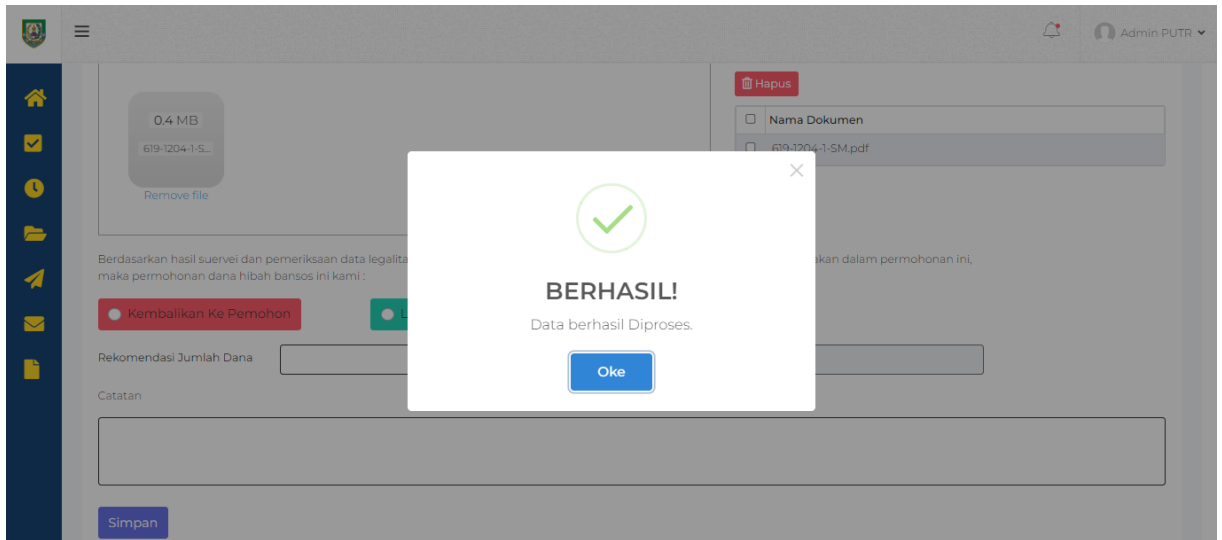 Admin PUTR
Hapus
0.4 MB
619-1204-1-S...
Remove file
Nama Dokumen
619-1204-1-SM.pdf
Berdasarkan hasil suervei dan pemeriksaan data
akan dalam permohonan ini,
maka permohonan dana hibah bansos ini kami :
Kembalikan Ke Pemohon
Rekomendasi Jumlah Dana
Catatan
Simpan
BERHASIL!
Data berhasil Diproses.
Oke